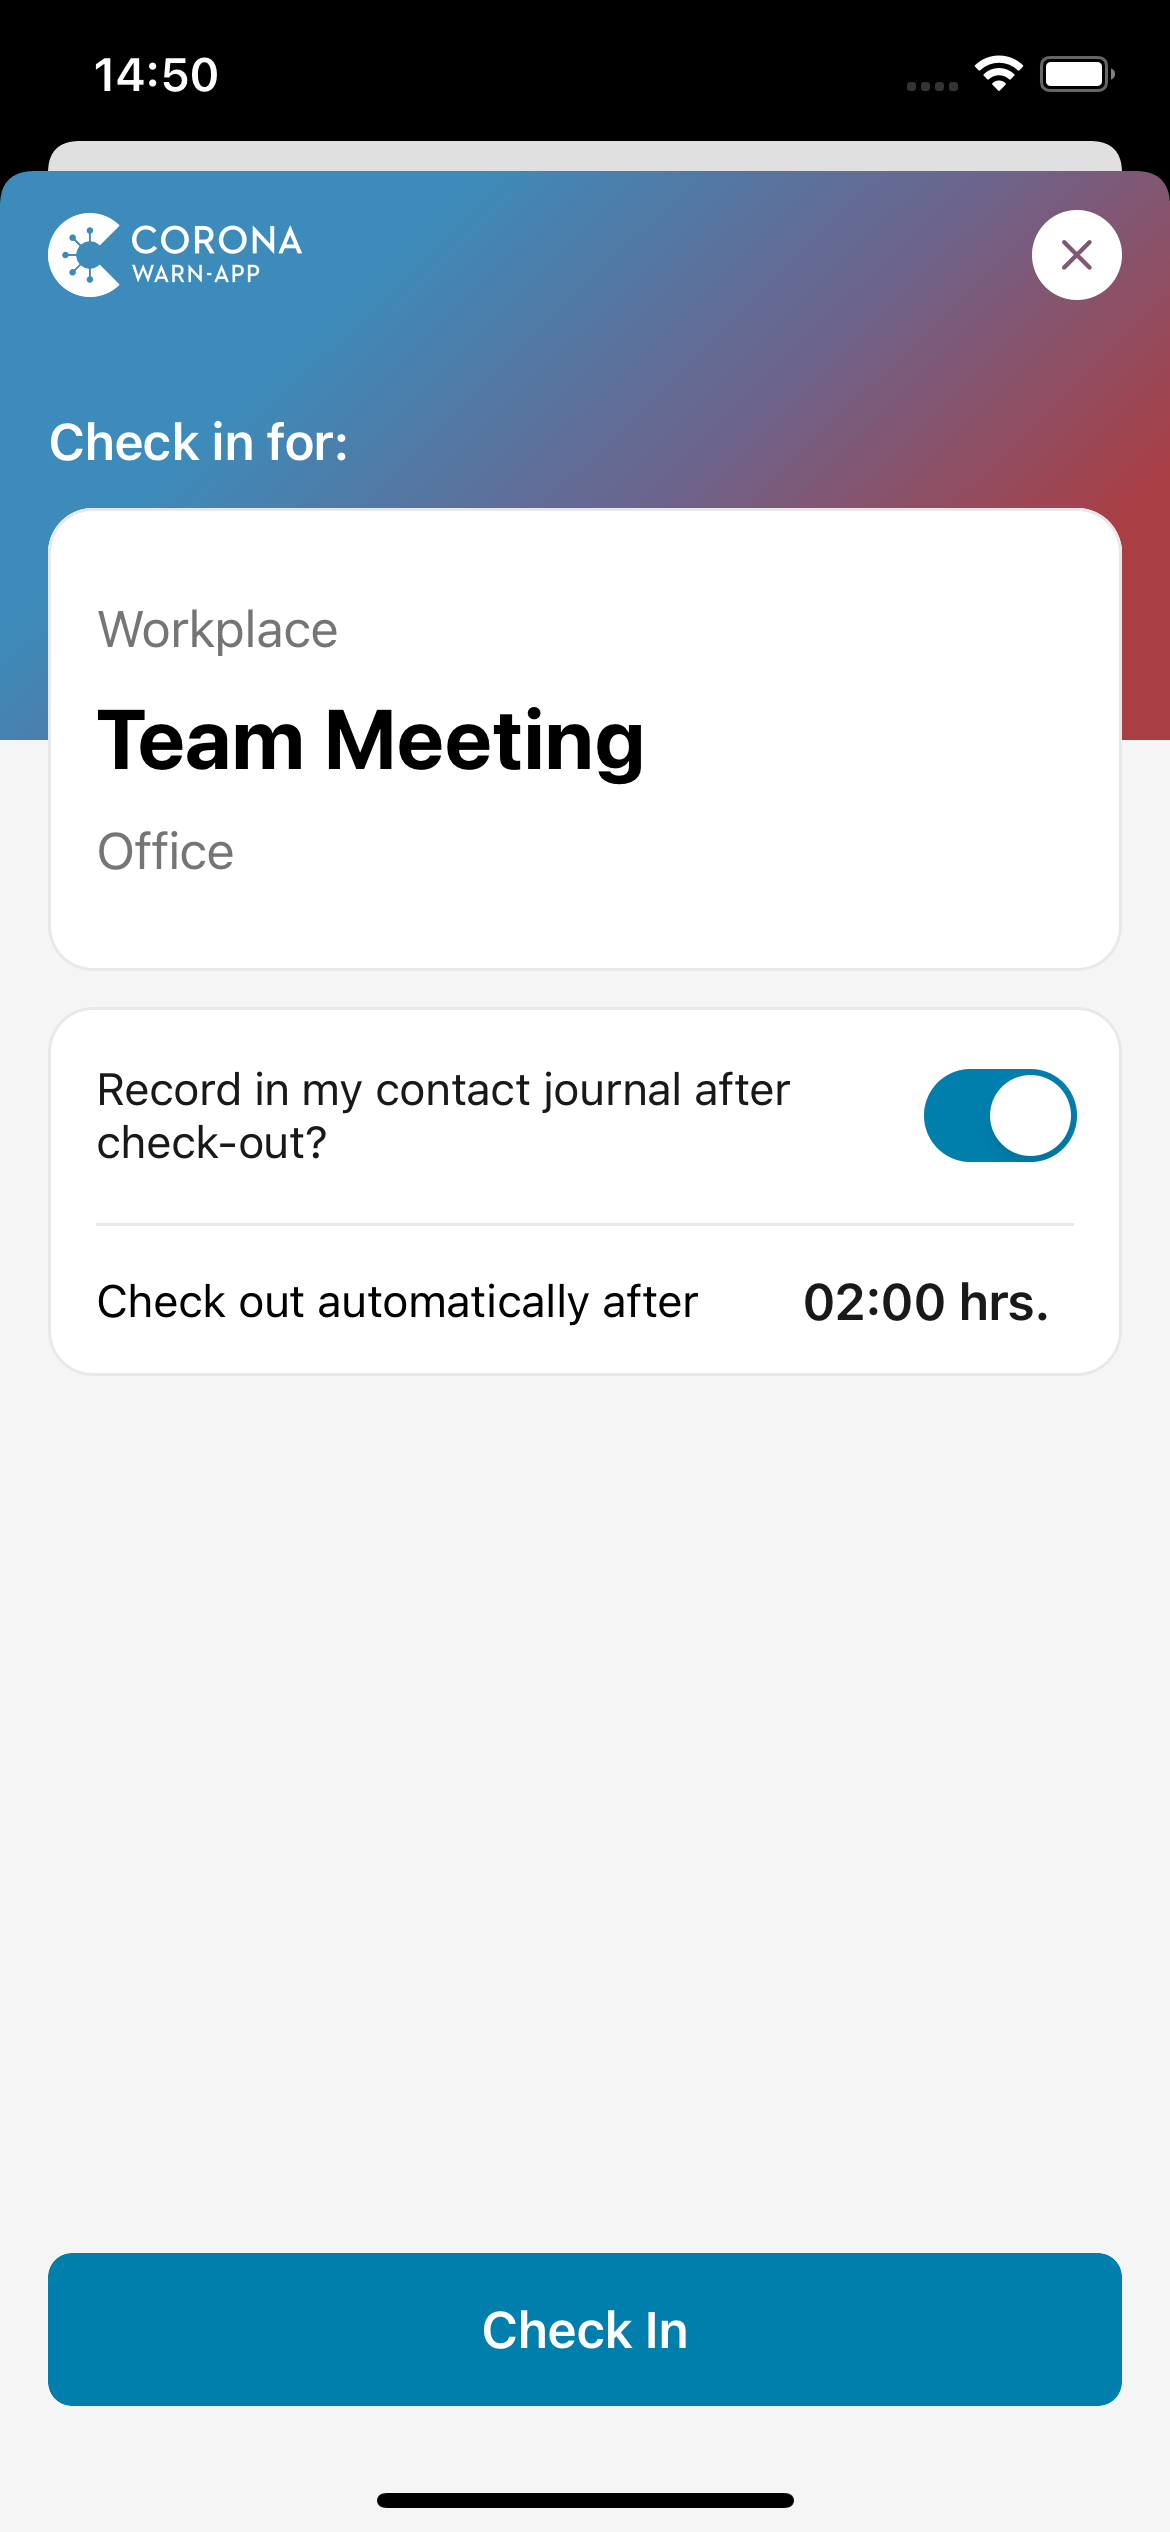 14:50
CORONA
WARN-APP
Check in for:
Workplace
Team Meeting
Office
Record in my contact journal after
check-out?
Check out automatically after 02:00 hrs.
Check In